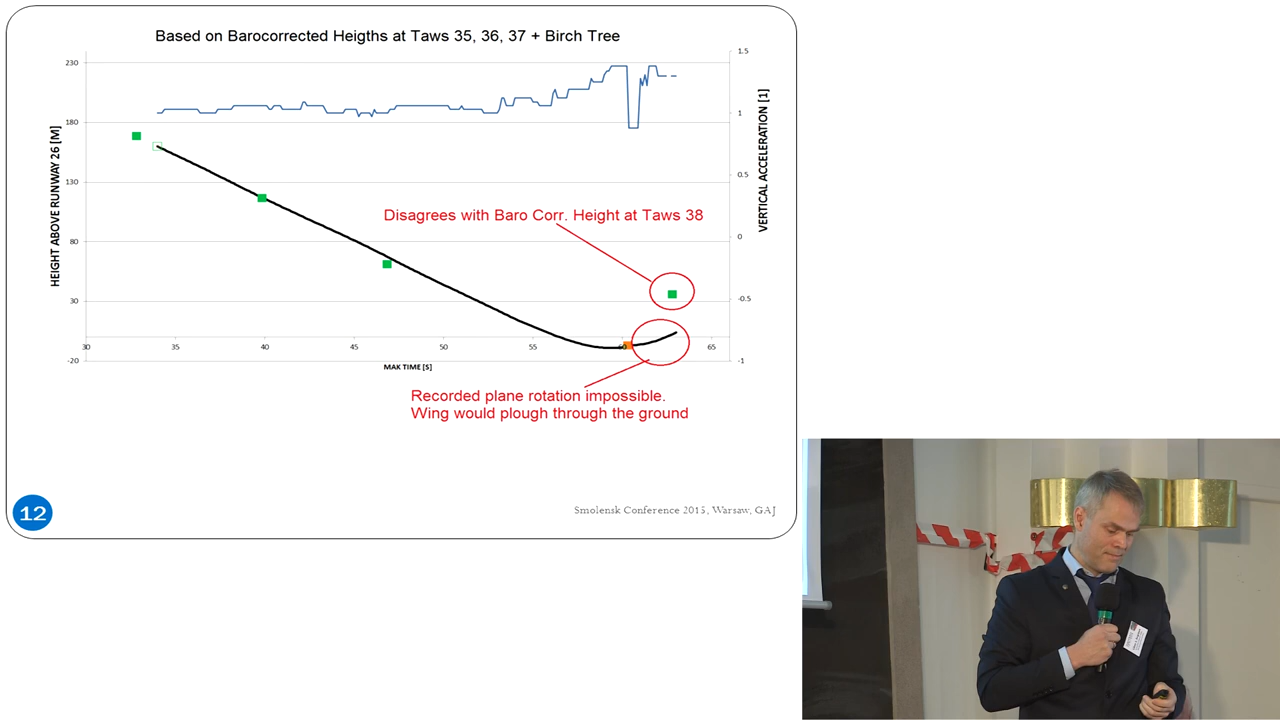 Based on Barocorrected Heigths at Taws 35, 36, 37 + Birch Tree
230
180
130
80
30
-20
HEIGHT ABOVE RUNWAY 26 [M]
1.5
1
0.5
0
-0.5
-1
VERTICAL ACCELERATION [1]
Disagrees with Baro Corr. Height at Taws 38
30
35
40
45
50
55
60
65
MAK TIME [S]
Recorded plane rotation impossible.
Wing would plough through the ground
12
Smolensk Conference 2015, Warsaw, GAJ